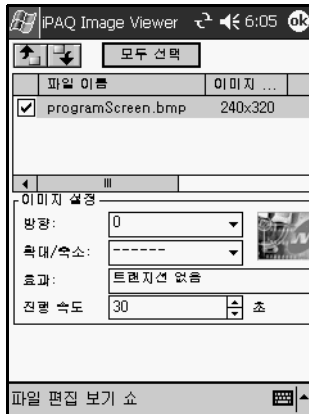 iPAQ Image Viewer 6:05 ok
모두 선택
파일 이름 이미지 ...
programScreen.bmp 240x320
이미지 설정
방향: 0
확대/축소: ------
효과: 트랜지션 없음
진행 속도 30 초
파일 편집 보기 쇼